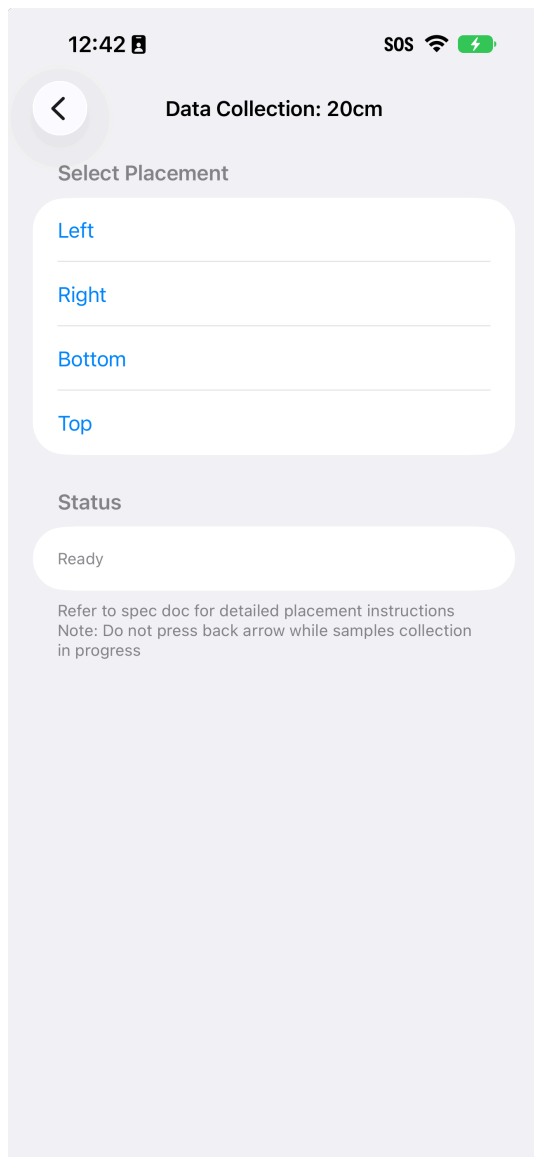 12:42
SOS
Data Collection: 20cm
Select Placement
Left
Right
Bottom
Top
Status
Ready
Refer to spec doc for detailed placement instructions
Note: Do not press back arrow while samples collection
in progress